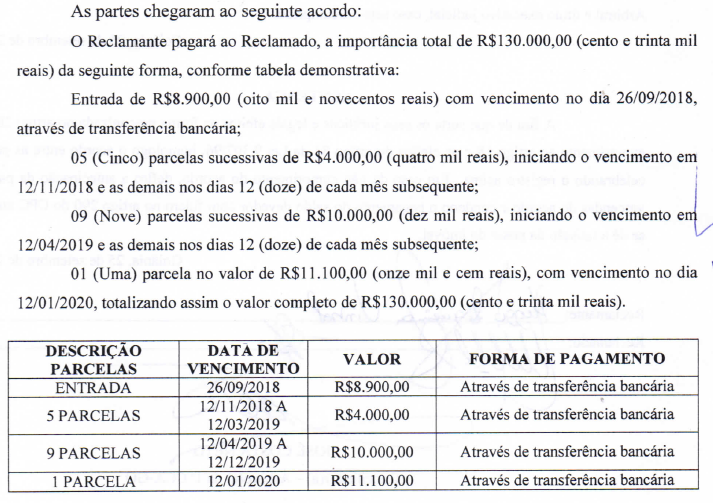 As partes chegaram ao seguinte acordo:
O Reclamante pagará ao Reclamado, a importância total de R$130.000,00 (cento e trinta mil
reais) da seguinte forma, conforme tabela demonstrativa:
Entrada de R$8.900,00 (oito mil e novecentos reais) com vencimento no dia 26/09/2018,
através de transferência bancária;
05 (Cinco) parcelas sucessivas de R$4.000,00 (quatro mil reais), iniciando o vencimento em
12/11/2018 e as demais nos dias 12 (doze) de cada mês subsequente;
09 (Nove) parcelas sucessivas de R$10.000,00 (dez mil reais), iniciando o vencimento em
12/04/2019 e as demais nos dias 12 (doze) de cada mês subsequente;
01 (Uma) parcela no valor de R$11.100,00 (onze mil e cem reais), com vencimento no dia
12/01/2020, totalizando assim o valor completo de R$130.000,00 (cento e trinta mil reais).
DESCRIÇÃO PARCELAS DATA DE VENCIMENTO VALOR FORMA DE PAGAMENTO
ENTRADA 26/09/2018 R$8.900,00 Através de transferência bancária
5 PARCELAS 12/11/2018 A 12/03/2019 R$4.000,00 Através de transferência bancária
9 PARCELAS 12/04/2019 A 12/12/2019 R$10.000,00 Através de transferência bancária
1 PARCELA 12/01/2020 R$11.100,00 Através de transferência bancária